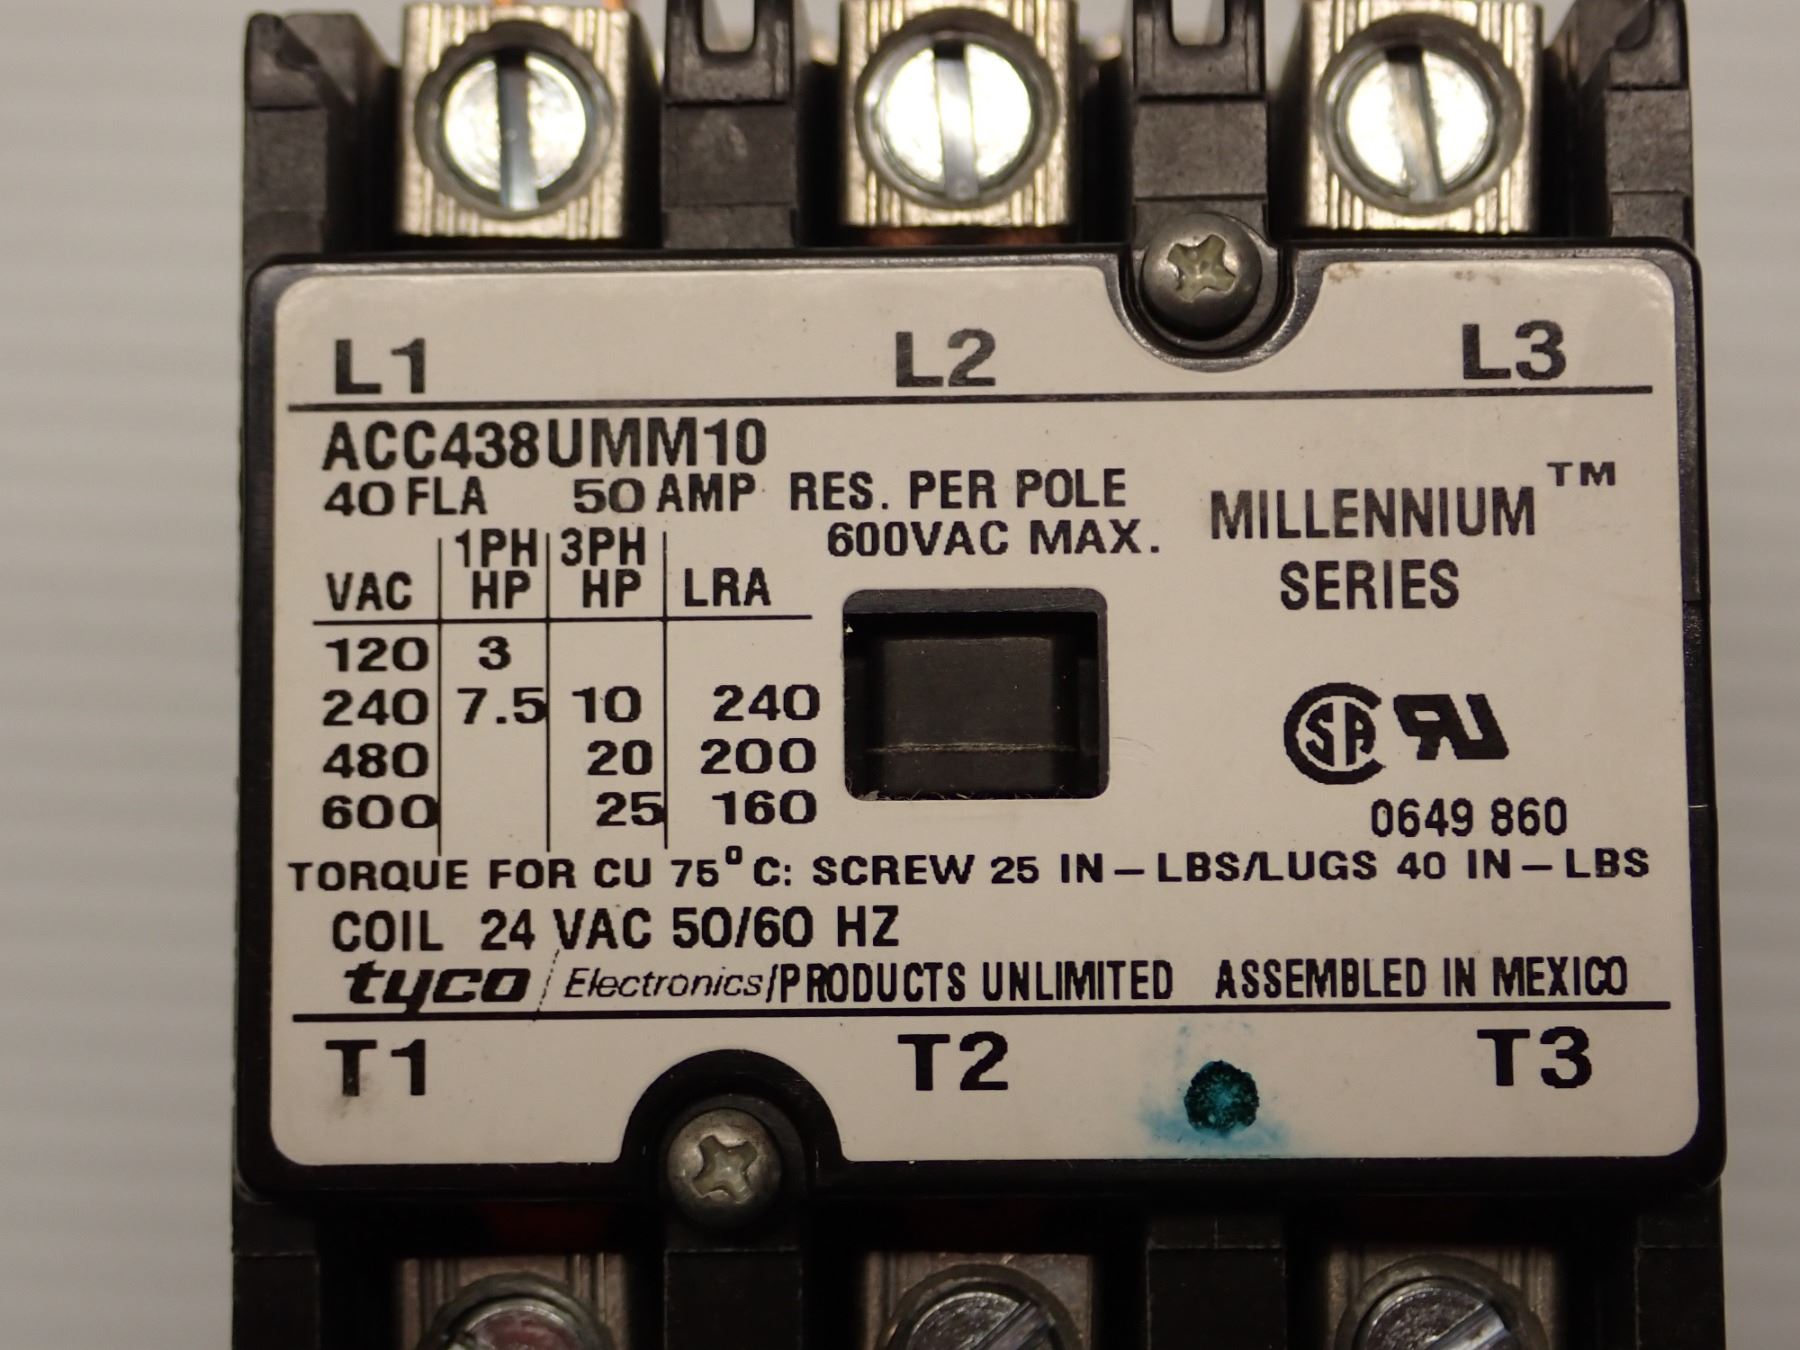 L1 L2 L3
ACC438UMM10
40 FLA 50 AMP RES. PER POLE
600VAC MAX.
MILLENNIUM™
SERIES
VAC 1PH HP 3PH HP LRA
120 3
240 7.5 10 240
480 20 200
600 25 160
SA RU
0649 860
TORQUE FOR CU 75°C: SCREW 25 IN-LBS/LUGS 40 IN-LBS
COIL 24 VAC 50/60 HZ
tyco / Electronics/PRODUCTS UNLIMITED ASSEMBLED IN MEXICO
T1 T2 T3